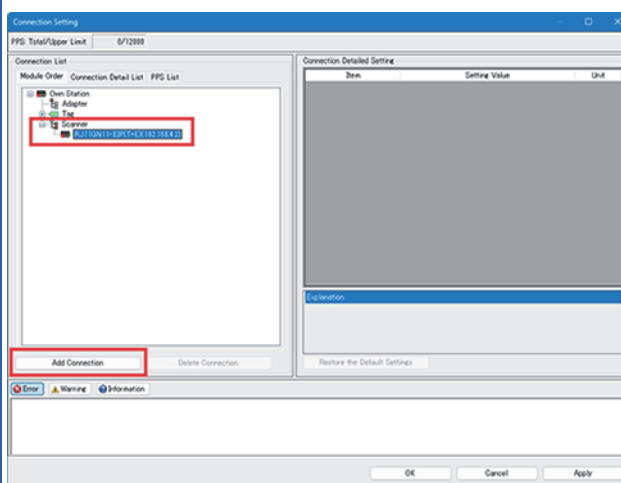 Connection Setting
PPS: Total/Upper Limit 0/12000
Connection List
Module Order Connection Detail List PPS List
Own Station
Adapter
Tag
Scanner
Add Connection Delete Connection
Connection Detailed Setting
Item Setting Value Unit
Explanation
Restore the Default Settings
Error Warning Information
OK Cancel Apply